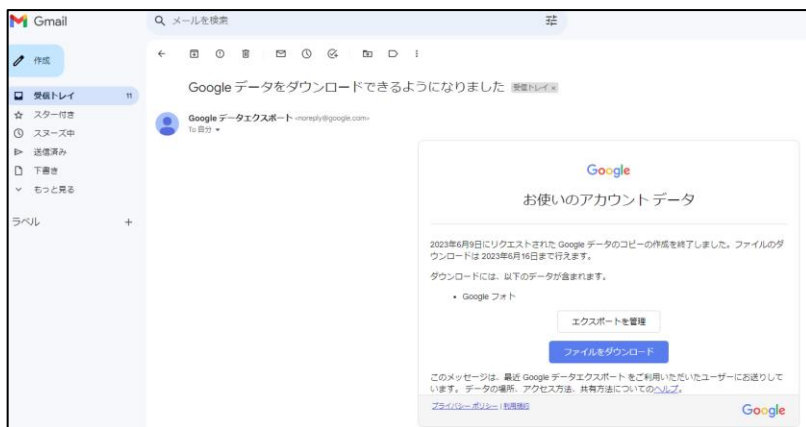 Gmail
メールを検索
作成
受信トレイ 11
スター付き
スヌーズ中
送信済み
下書き
もっと見る
ラベル +
Google データをダウンロードできるようになりました 受信トレイ ×
Google データエクスポート <noreply@google.com>
To 自分
Google
お使いのアカウント データ
2023年6月9日にリクエストされた Google データのコピーの作成を終了しました。ファイルのダ
ウンロードは 2023年6月16日まで行えます。
ダウンロードには、以下のデータが含まれます。
• Google フォト
エクスポートを管理
ファイルをダウンロード
このメッセージは、最近 Google データエクスポート をご利用いただいたユーザーにお送りして
います。 データの場所、アクセス方法、共有方法についてのヘルプ。
プライバシー ポリシー | 利用規約
Google